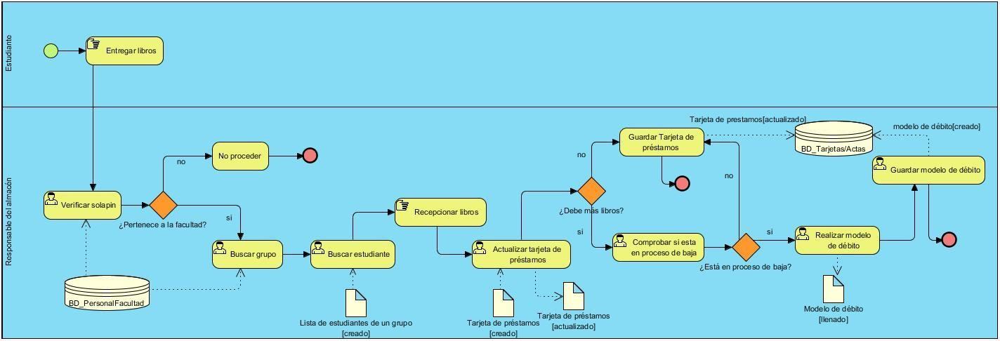 Estudiante
Entregar libros
Responsable del almacén
Verificar solapin
¿Pertenece a la facultad?
no
No proceder
si
Buscar grupo
BD_PersonalFacultad
Buscar estudiante
Lista de estudiantes de un grupo
[creado]
Recepcionar libros
Actualizar tarjeta de
préstamos
Tarjeta de préstamos
[creado]
Tarjeta de préstamos
[actualizado]
¿Debe más libros?
no
Guardar Tarjeta de
préstamos
Tarjeta de prestamos[actualizado]
BD_Tarjetas/Actas
si
Comprobar si esta
en proceso de baja
¿Está en proceso de baja?
no
si
Realizar modelo
de débito
Modelo de débito
[llenado]
Guardar modelo de débito
modelo de débito[creado]